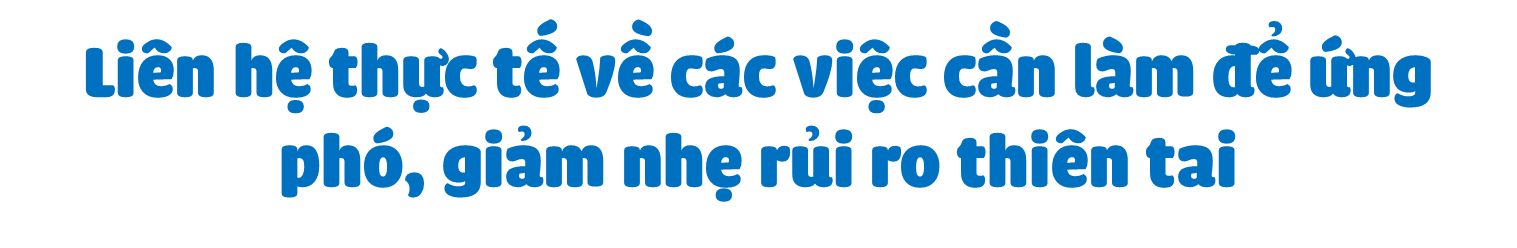 Liên hệ thực tế về các việc cần làm để ứng
phó, giảm nhẹ rủi ro thiên tai